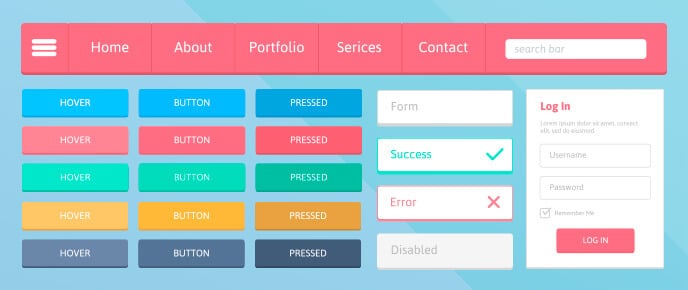 Home
About
Portfolio
Serices
Contact
search bar
HOVER
BUTTON
PRESSED
HOVER
BUTTON
PRESSED
HOVER
BUTTON
PRESSED
HOVER
BUTTON
PRESSED
HOVER
BUTTON
PRESSED
Form
Success
Error
Disabled
Log In
Lorem ipsum dolor sit amet, consect
elit, sed do eiusmod.
Username
Password
Remember Me
LOG IN